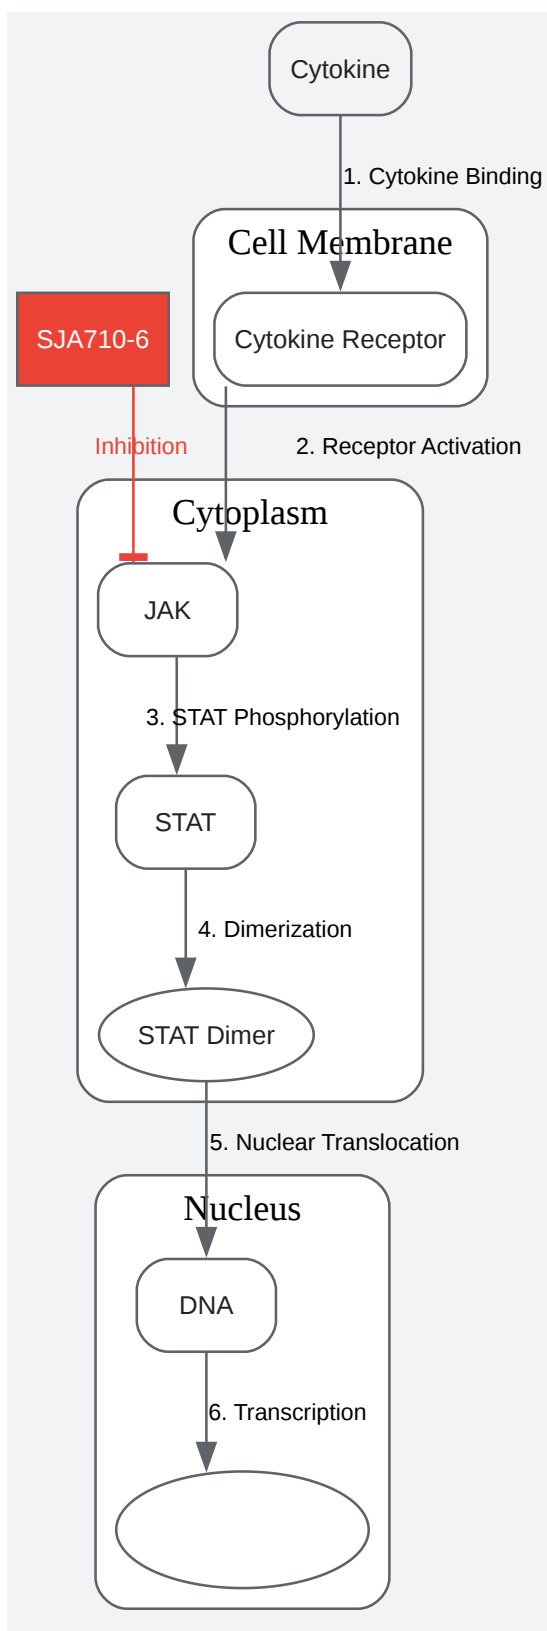 Cytokine
1. Cytokine Binding
Cell Membrane
SJA710-6
Cytokine Receptor
Inhibition
2. Receptor Activation
Cytoplasm
JAK
3. STAT Phosphorylation
STAT
4. Dimerization
STAT Dimer
5. Nuclear Translocation
Nucleus
DNA
6. Transcription